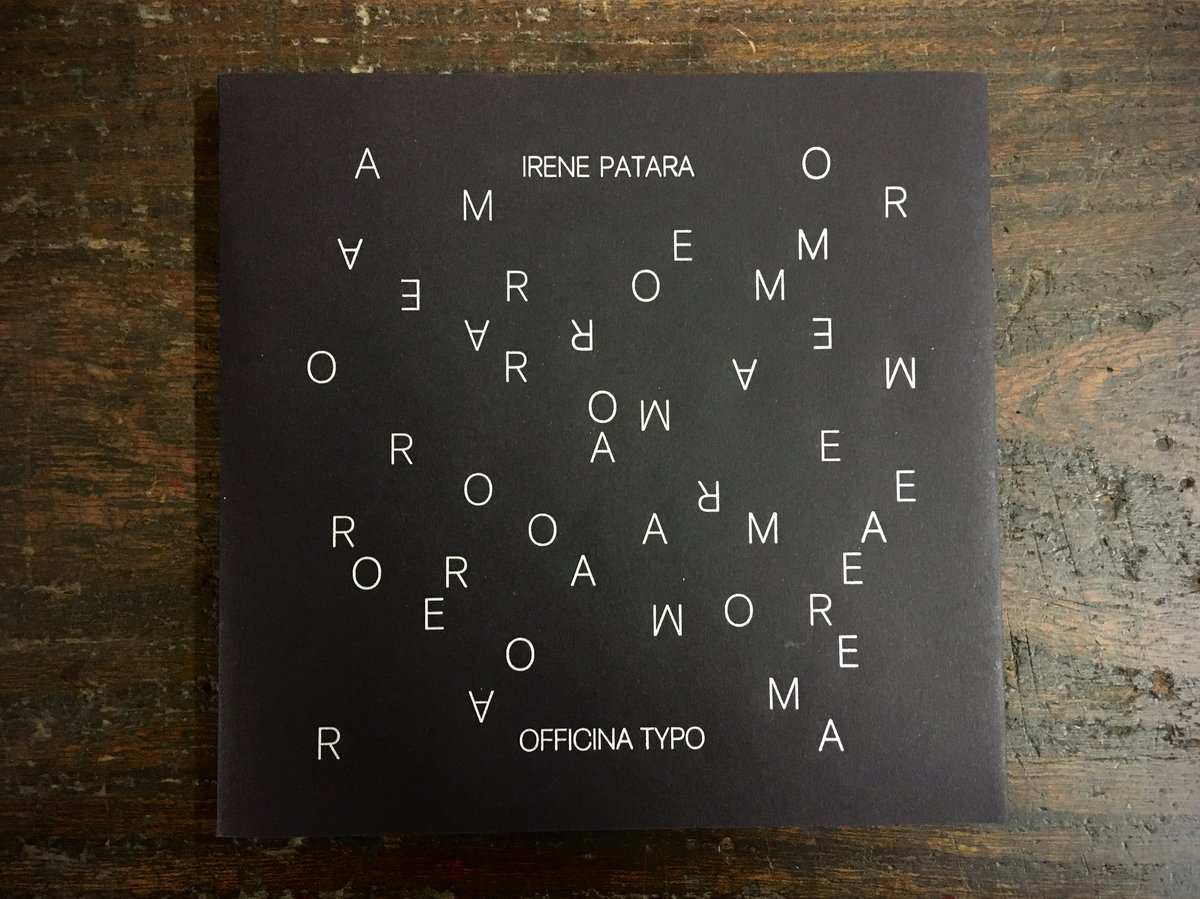 A IRENE PATARA O
M R
A E M
E R O M
A R E
O R A M
O M
R A E
O R E
R O A M A
O R A E
E M O R E
O E
A M
R OFFICINA TYPO A